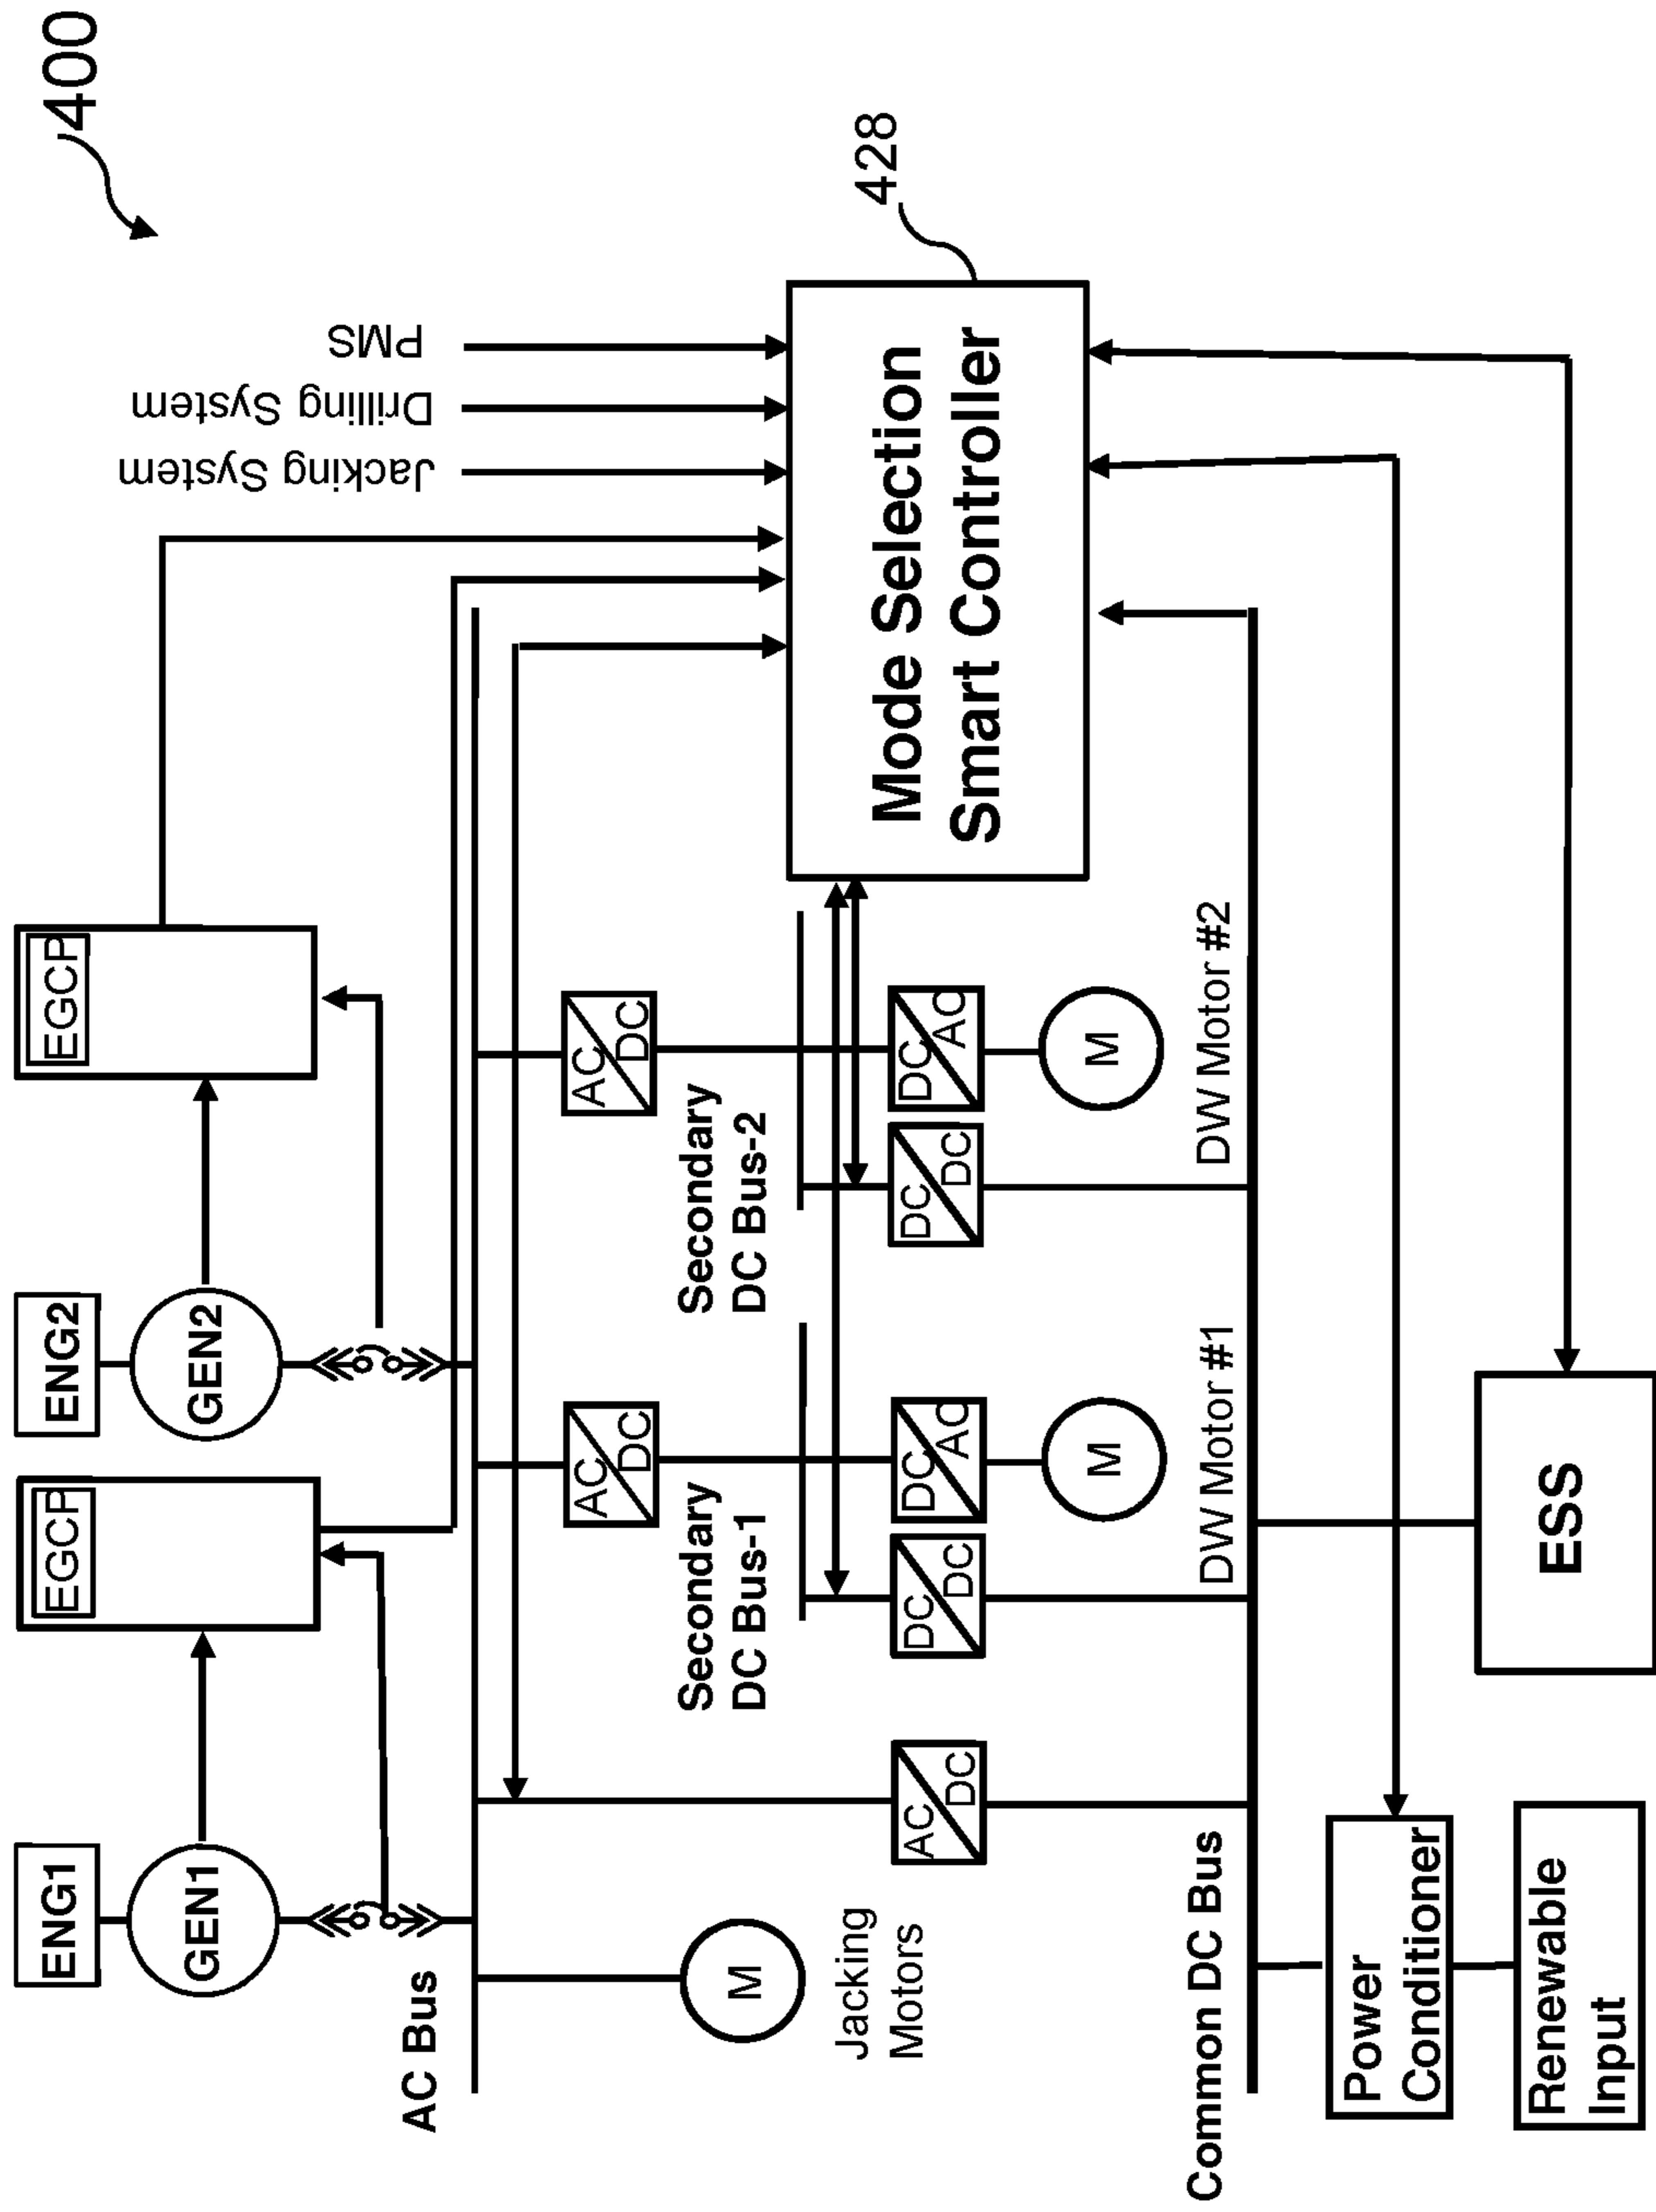 400
ENG1
GEN1
EGCP
ENG2
GEN2
EGCP
AC Bus
Jacking System
Drilling System
PMS
M
Jacking
Motors
AC
DC
AC
DC
AC
DC
Secondary
DC Bus-1
Secondary
DC Bus-2
DC
DC
DC
AC
M
DW Motor #1
DC
DC
DC
AC
M
DW Motor #2
Mode Selection
Smart Controller
428
Common DC Bus
Power
Conditioner
Renewable
Input
ESS